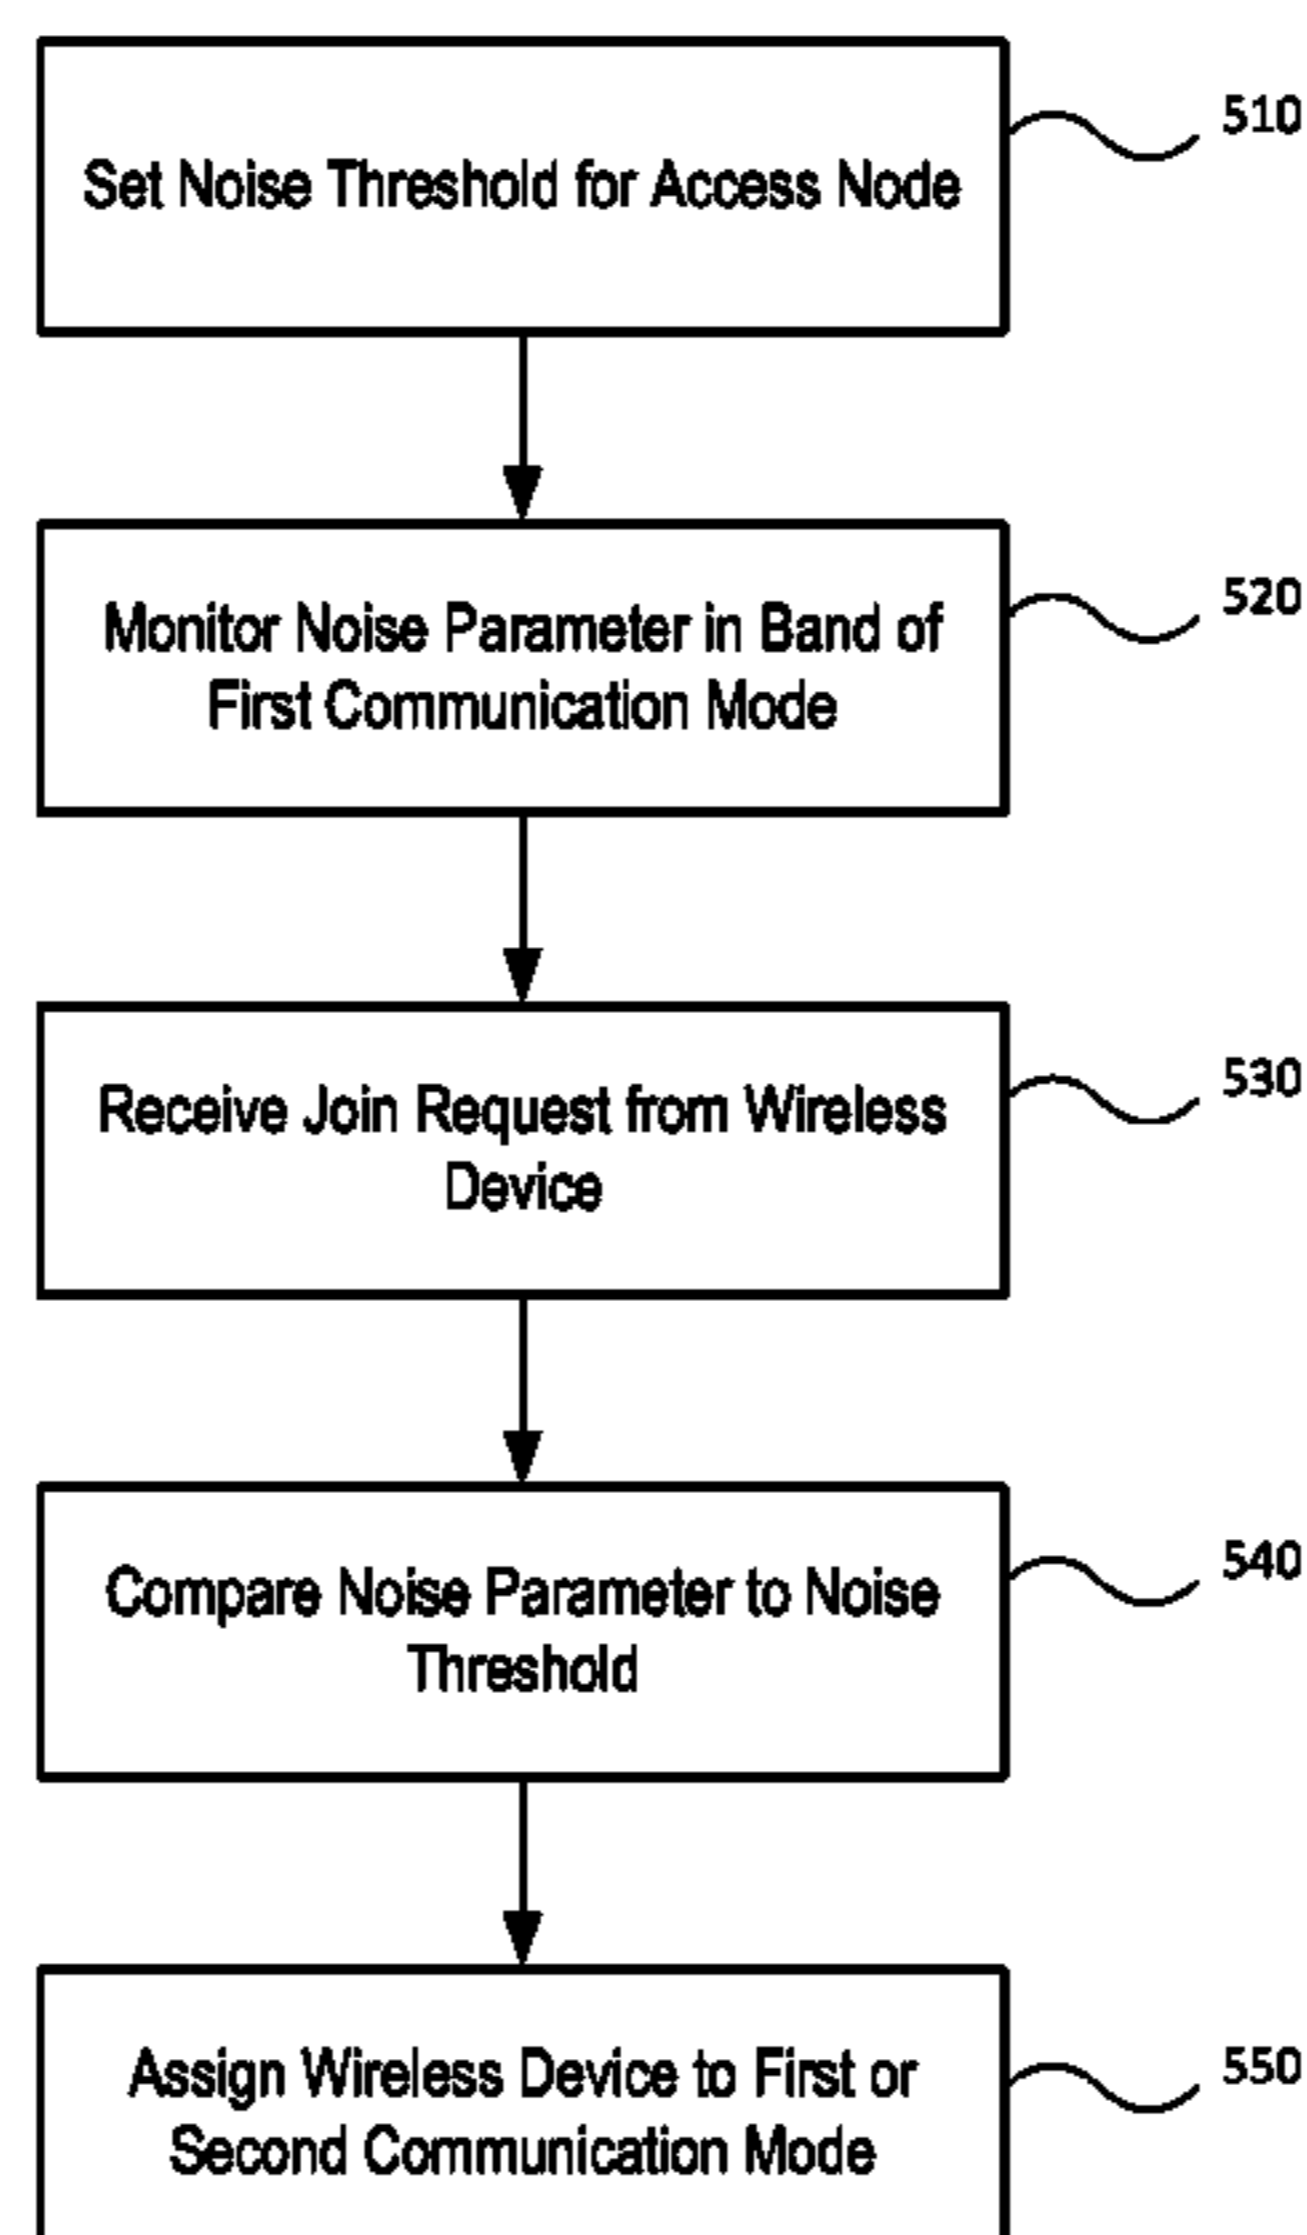 Set Noise Threshold for Access Node
510
Monitor Noise Parameter in Band of
First Communication Mode
520
Receive Join Request from Wireless
Device
530
Compare Noise Parameter to Noise
Threshold
540
Assign Wireless Device to First or
Second Communication Mode
550